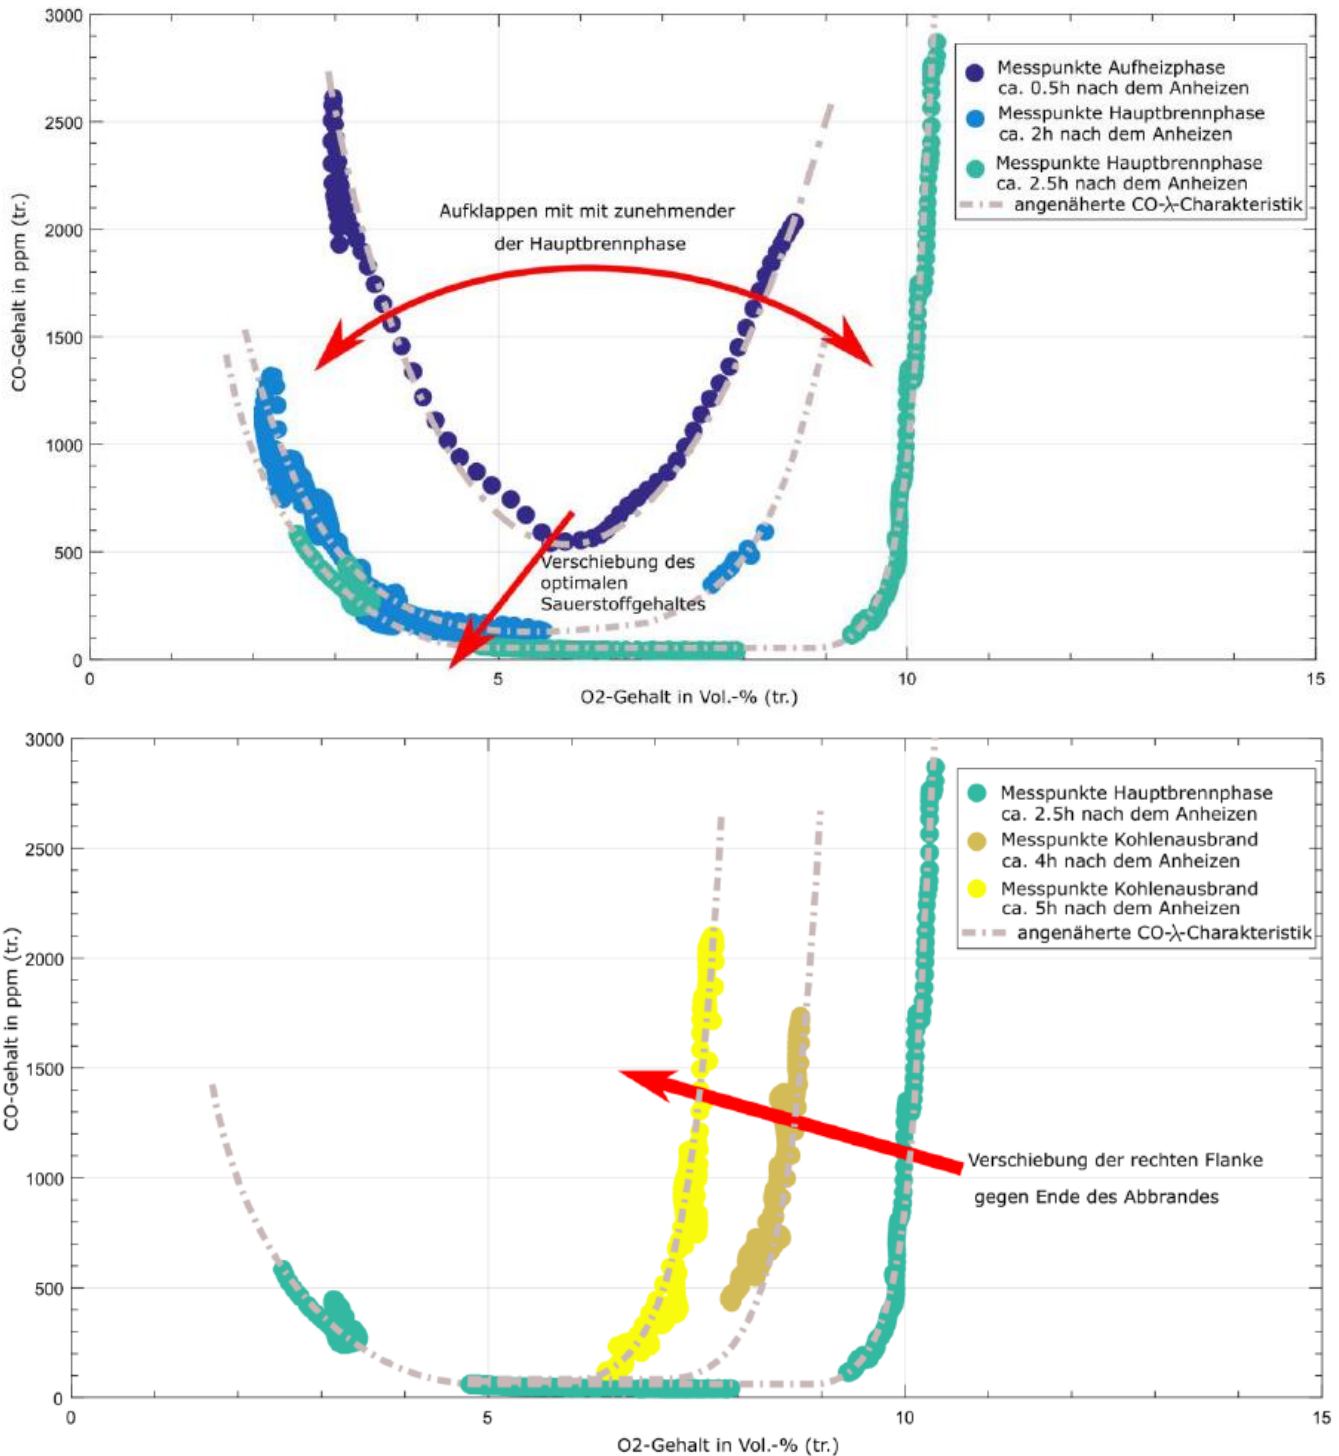 3000
2500
2000
1500
1000
500
0
CO-Gehalt in ppm (tr.)
Messpunkte Aufheizphase
ca. 0.5h nach dem Anheizen
Messpunkte Hauptbrennphase
ca. 2h nach dem Anheizen
Messpunkte Hauptbrennphase
ca. 2.5h nach dem Anheizen
angenäherte CO-λ-Charakteristik
Aufklappen mit mit zunehmender
der Hauptbrennphase
Verschiebung des
optimalen
Sauerstoffgehaltes
0 5 10 15
O2-Gehalt in Vol.-% (tr.)
3000
2500
2000
1500
1000
500
0
CO-Gehalt in ppm (tr.)
Messpunkte Hauptbrennphase
ca. 2.5h nach dem Anheizen
Messpunkte Kohlenausbrand
ca. 4h nach dem Anheizen
Messpunkte Kohlenausbrand
ca. 5h nach dem Anheizen
angenäherte CO-λ-Charakteristik
Verschiebung der rechten Flanke
gegen Ende des Abbrandes
0 5 10 15
O2-Gehalt in Vol.-% (tr.)